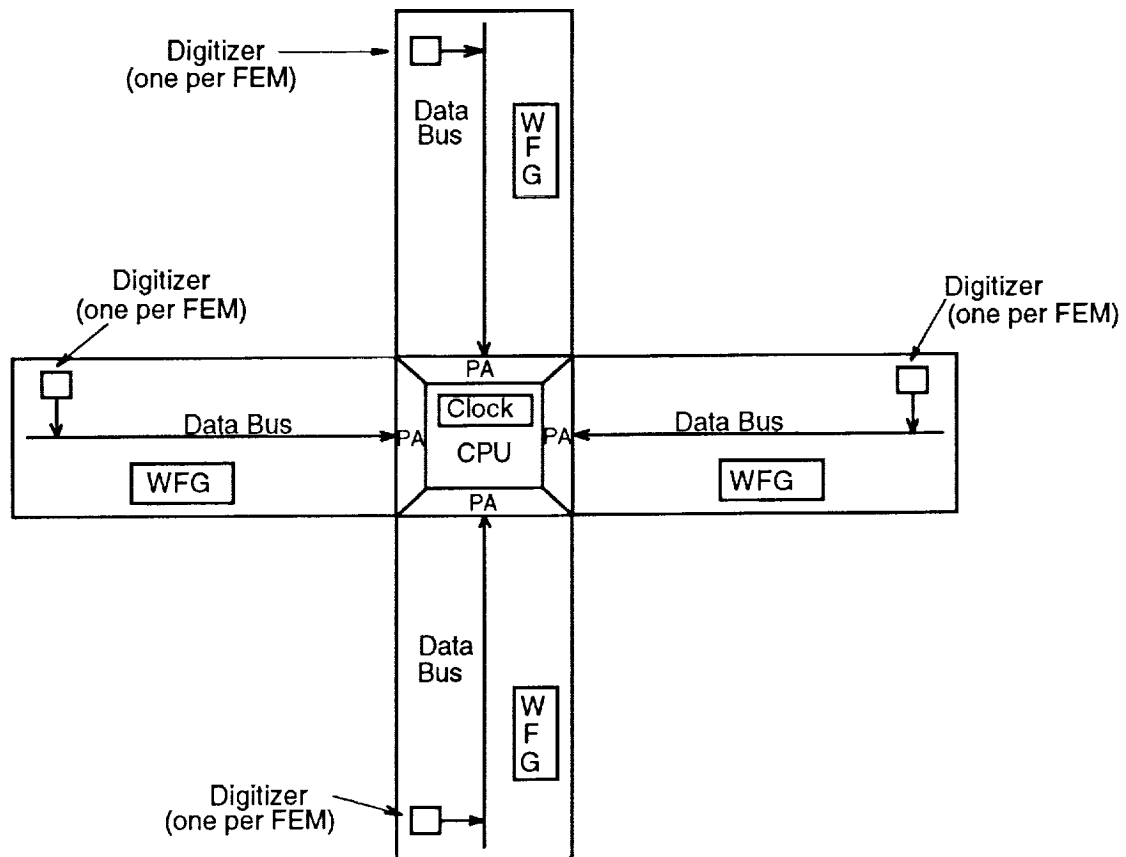 Digitizer
(one per FEM)
Data
Bus
W
F
G
Digitizer
(one per FEM)
Digitizer
(one per FEM)
PA
Clock
Data Bus
PA
CPU
PA
Data Bus
WFG
WFG
PA
Data
Bus
W
F
G
Digitizer
(one per FEM)